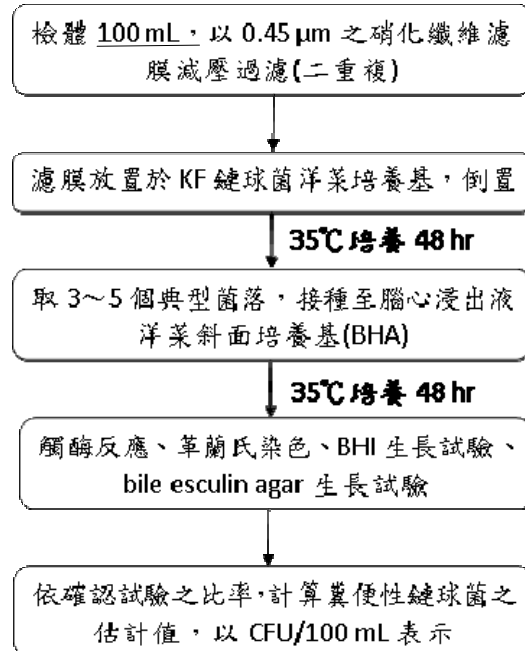 檢體 100 mL，以 0.45 μm 之硝化纖維濾
膜減壓過濾(二重複)
濾膜放置於 KF 鏈球菌洋菜培養基，倒置
35℃ 培養 48 hr
取 3～5 個典型菌落，接種至腦心浸出液
洋菜斜面培養基(BHA)
35℃ 培養 48 hr
觸酶反應、革蘭氏染色、BHI 生長試驗、
bile esculin agar 生長試驗
依確認試驗之比率，計算糞便性鏈球菌之
估計值，以 CFU/100 mL 表示